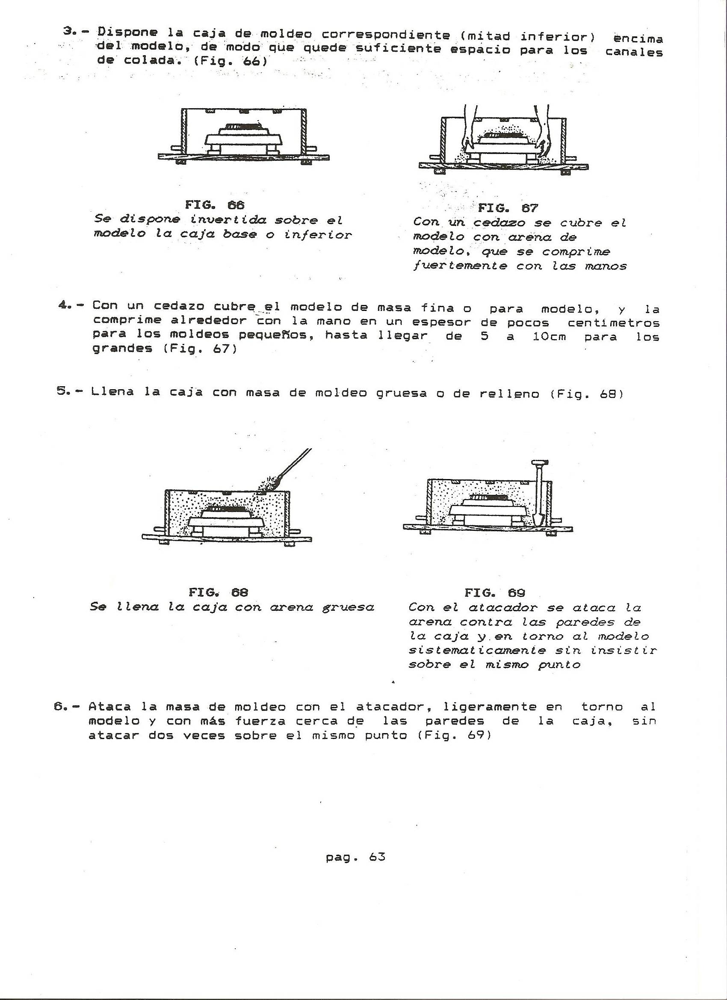 3.- Dispone la caja de moldeo correspondiente (mitad inferior) encima
del modelo, de modo que quede suficiente espacio para los canales
de colada. (Fig. 66)
FIG. 66
Se dispone invertida sobre el
modelo la caja base o inferior
FIG. 67
Con un cedazo se cubre el
modelo con arena de
modelo, que se comprime
fuertemente con las manos
4.- Con un cedazo cubre el modelo de masa fina o para modelo, y la
comprime alrededor con la mano en un espesor de pocos centímetros
para los moldeos pequeños, hasta llegar de 5 a 10cm para los
grandes (Fig. 67)
5.- Llena la caja con masa de moldeo gruesa o de relleno (Fig. 68)
FIG. 68
Se llena la caja con arena gruesa
FIG. 69
Con el atacador se ataca la
arena contra las paredes de
la caja y en torno al modelo
sistematicamente sin insistir
sobre el mismo punto
6.- Ataca la masa de moldeo con el atacador, ligeramente en torno al
modelo y con más fuerza cerca de las paredes de la caja, sin
atacar dos veces sobre el mismo punto (Fig. 69)
pag. 63